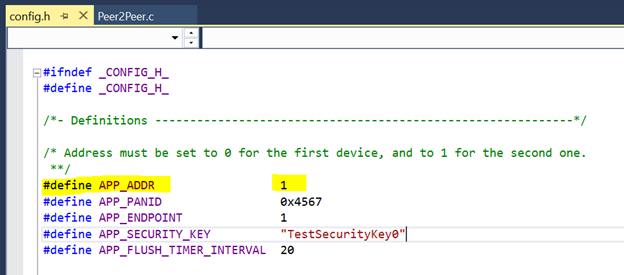 config.h Peer2Peer.c
#ifndef _CONFIG_H_
#define _CONFIG_H_
/*- Definitions ------------------------------------------------------------*/
/* Address must be set to 0 for the first device, and to 1 for the second one.
**/
#define APP_ADDR 1
#define APP_PANID 0x4567
#define APP_ENDPOINT 1
#define APP_SECURITY_KEY "TestSecurityKey0"
#define APP_FLUSH_TIMER_INTERVAL 20